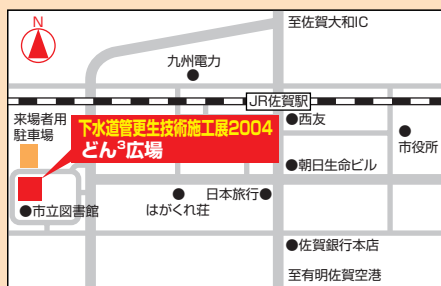 N
至佐賀大和IC
九州電力
JR佐賀駅
来場者用
駐車場
下水道管更生技術施工展2004
どん³広場
西友
市役所
朝日生命ビル
市立図書館
はがくれ荘
日本旅行
佐賀銀行本店
至有明佐賀空港